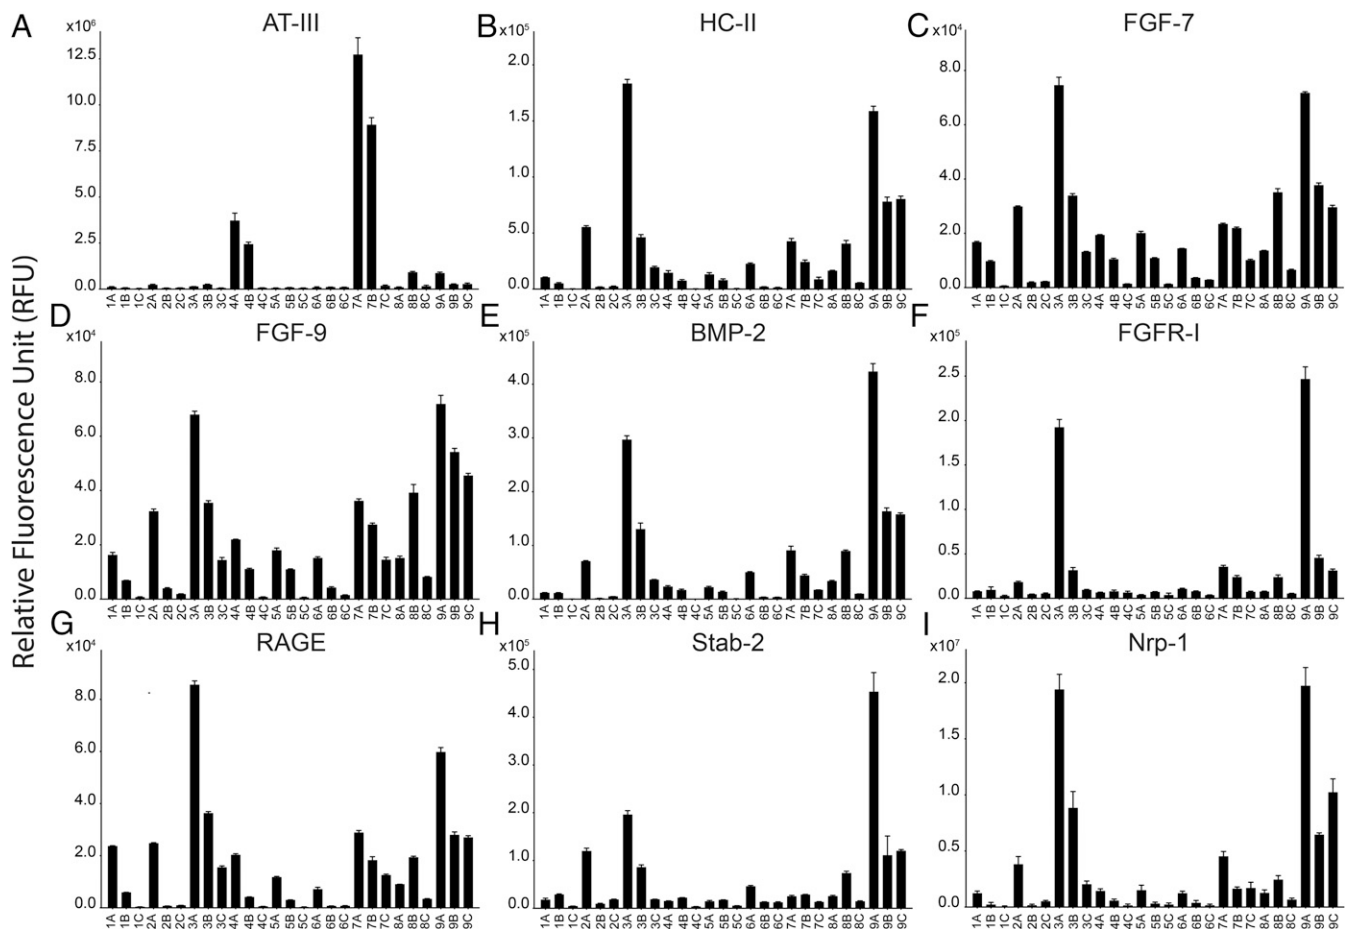 Relative Fluorescence Unit (RFU)
A
AT-III
x10⁶
12.5
10.0
7.5
5.0
2.5
0.0
1A 1B 1C 2A 2B 2C 3A 3B 3C 4A 4B 4C 5A 5B 5C 6A 6B 6C 7A 7B 7C 8A 8B 8C 9A 9B 9C
B
HC-II
x10⁵
2.0
1.5
1.0
5.0
0.0
1A 1B 1C 2A 2B 2C 3A 3B 3C 4A 4B 4C 5A 5B 5C 6A 6B 6C 7A 7B 7C 8A 8B 8C 9A 9B 9C
C
FGF-7
x10⁴
8.0
6.0
4.0
2.0
0.0
1A 1B 1C 2A 2B 2C 3A 3B 3C 4A 4B 4C 5A 5B 5C 6A 6B 6C 7A 7B 7C 8A 8B 8C 9A 9B 9C
D
FGF-9
x10⁴
8.0
6.0
4.0
2.0
0.0
1A 1B 1C 2A 2B 2C 3A 3B 3C 4A 4B 4C 5A 5B 5C 6A 6B 6C 7A 7B 7C 8A 8B 8C 9A 9B 9C
E
BMP-2
x10⁵
4.0
3.0
2.0
1.0
0.0
1A 1B 1C 2A 2B 2C 3A 3B 3C 4A 4B 4C 5A 5B 5C 6A 6B 6C 7A 7B 7C 8A 8B 8C 9A 9B 9C
F
FGFR-I
x10⁵
2.5
2.0
1.5
1.0
0.5
0.0
1A 1B 1C 2A 2B 2C 3A 3B 3C 4A 4B 4C 5A 5B 5C 6A 6B 6C 7A 7B 7C 8A 8B 8C 9A 9B 9C
G
RAGE
x10⁴
8.0
6.0
4.0
2.0
0.0
1A 1B 1C 2A 2B 2C 3A 3B 3C 4A 4B 4C 5A 5B 5C 6A 6B 6C 7A 7B 7C 8A 8B 8C 9A 9B 9C
H
Stab-2
x10⁵
5.0
4.0
3.0
2.0
1.0
0.0
1A 1B 1C 2A 2B 2C 3A 3B 3C 4A 4B 4C 5A 5B 5C 6A 6B 6C 7A 7B 7C 8A 8B 8C 9A 9B 9C
I
Nrp-1
x10⁷
2.0
1.5
1.0
0.5
0.0
1A 1B 1C 2A 2B 2C 3A 3B 3C 4A 4B 4C 5A 5B 5C 6A 6B 6C 7A 7B 7C 8A 8B 8C 9A 9B 9C